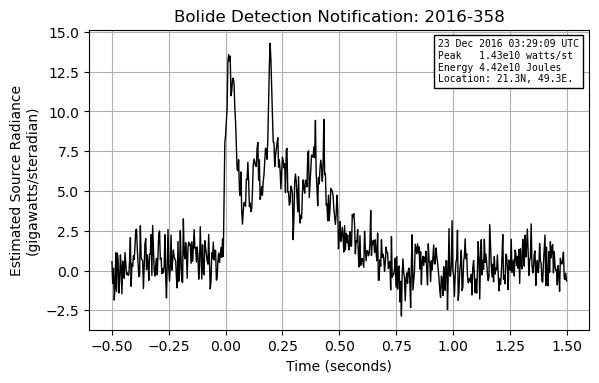 Bolide Detection Notification: 2016-358
23 Dec 2016 03:29:09 UTC
Peak   1.43e10 watts/st
Energy 4.42e10 Joules
Location: 21.3N, 49.3E.
Estimated Source Radiance
(gigawatts/steradian)
15.0
12.5
10.0
7.5
5.0
2.5
0.0
−2.5
−0.50 −0.25 0.00 0.25 0.50 0.75 1.00 1.25 1.50
Time (seconds)